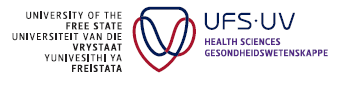 UNIVERSITY OF THE
FREE STATE
UNIVERSITEIT VAN DIE
VRYSTAAT
YUNIVESITHI YA
FREISTATA
UFS·UV
HEALTH SCIENCES
GESONDHEIDSWETENSKAPPE